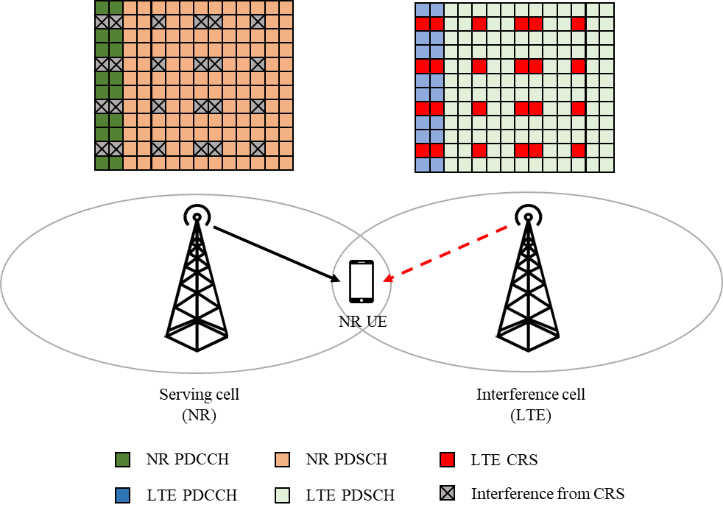 NR UE
Serving cell
(NR)
Interference cell
(LTE)
NR PDCCH
NR PDSCH
LTE CRS
LTE PDCCH
LTE PDSCH
Interference from CRS